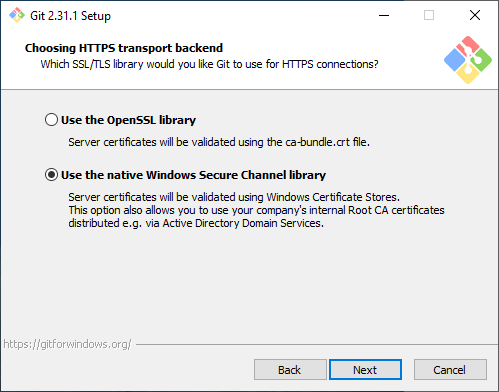 Git 2.31.1 Setup
Choosing HTTPS transport backend
Which SSL/TLS library would you like Git to use for HTTPS connections?
Use the OpenSSL library
Server certificates will be validated using the ca-bundle.crt file.
Use the native Windows Secure Channel library
Server certificates will be validated using Windows Certificate Stores.
This option also allows you to use your company's internal Root CA certificates
distributed e.g. via Active Directory Domain Services.
https://gitforwindows.org/
Back
Next
Cancel